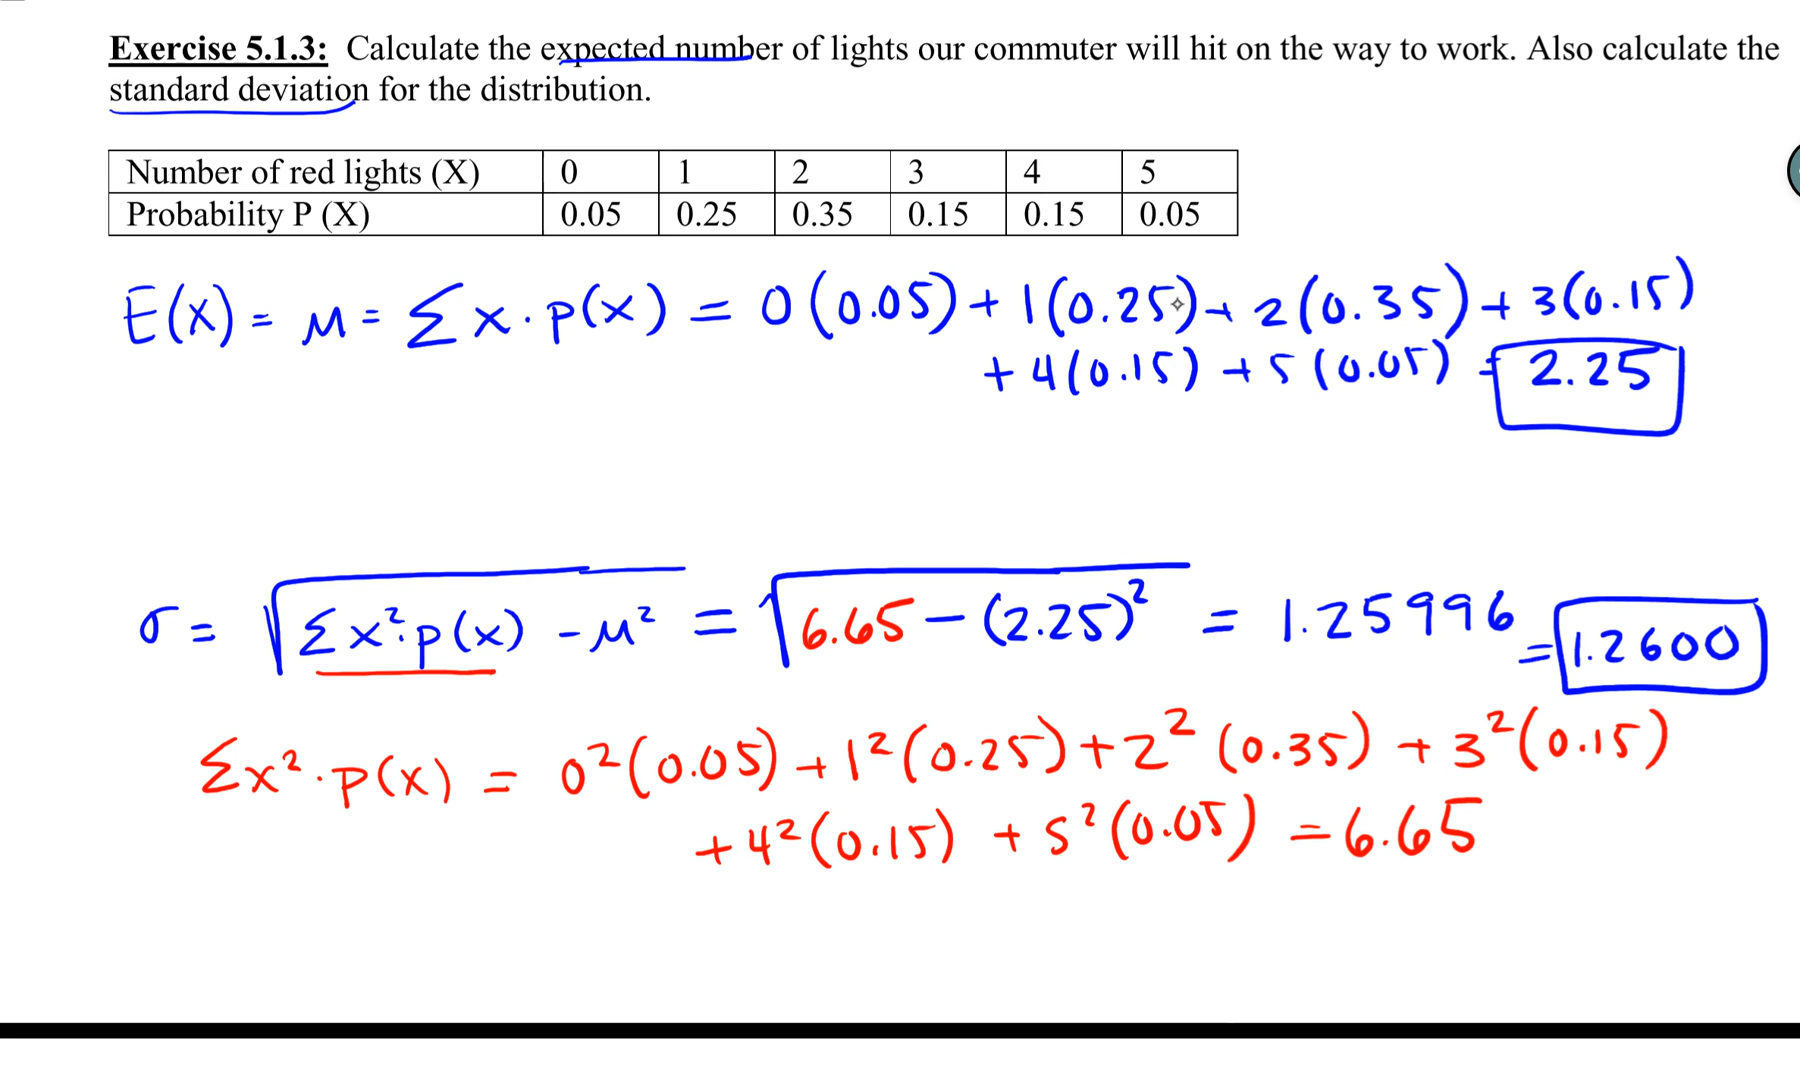 Exercise 5.1.3: Calculate the expected number of lights our commuter will hit on the way to work. Also calculate the
standard deviation for the distribution.
Number of red lights (X) 0 1 2 3 4 5
Probability P (X) 0.05 0.25 0.35 0.15 0.15 0.05
E(x) = μ = Σ x · p(x) = 0(0.05) + 1(0.25) + 2(0.35) + 3(0.15)
+ 4(0.15) + 5(0.05) = 2.25
σ = √(Σx²·p(x) - μ²) = √(6.65 - (2.25)²) = 1.25996 = 1.2600
Σx²·p(x) = 0²(0.05) + 1²(0.25) + 2²(0.35) + 3²(0.15)
+ 4²(0.15) + 5²(0.05) = 6.65